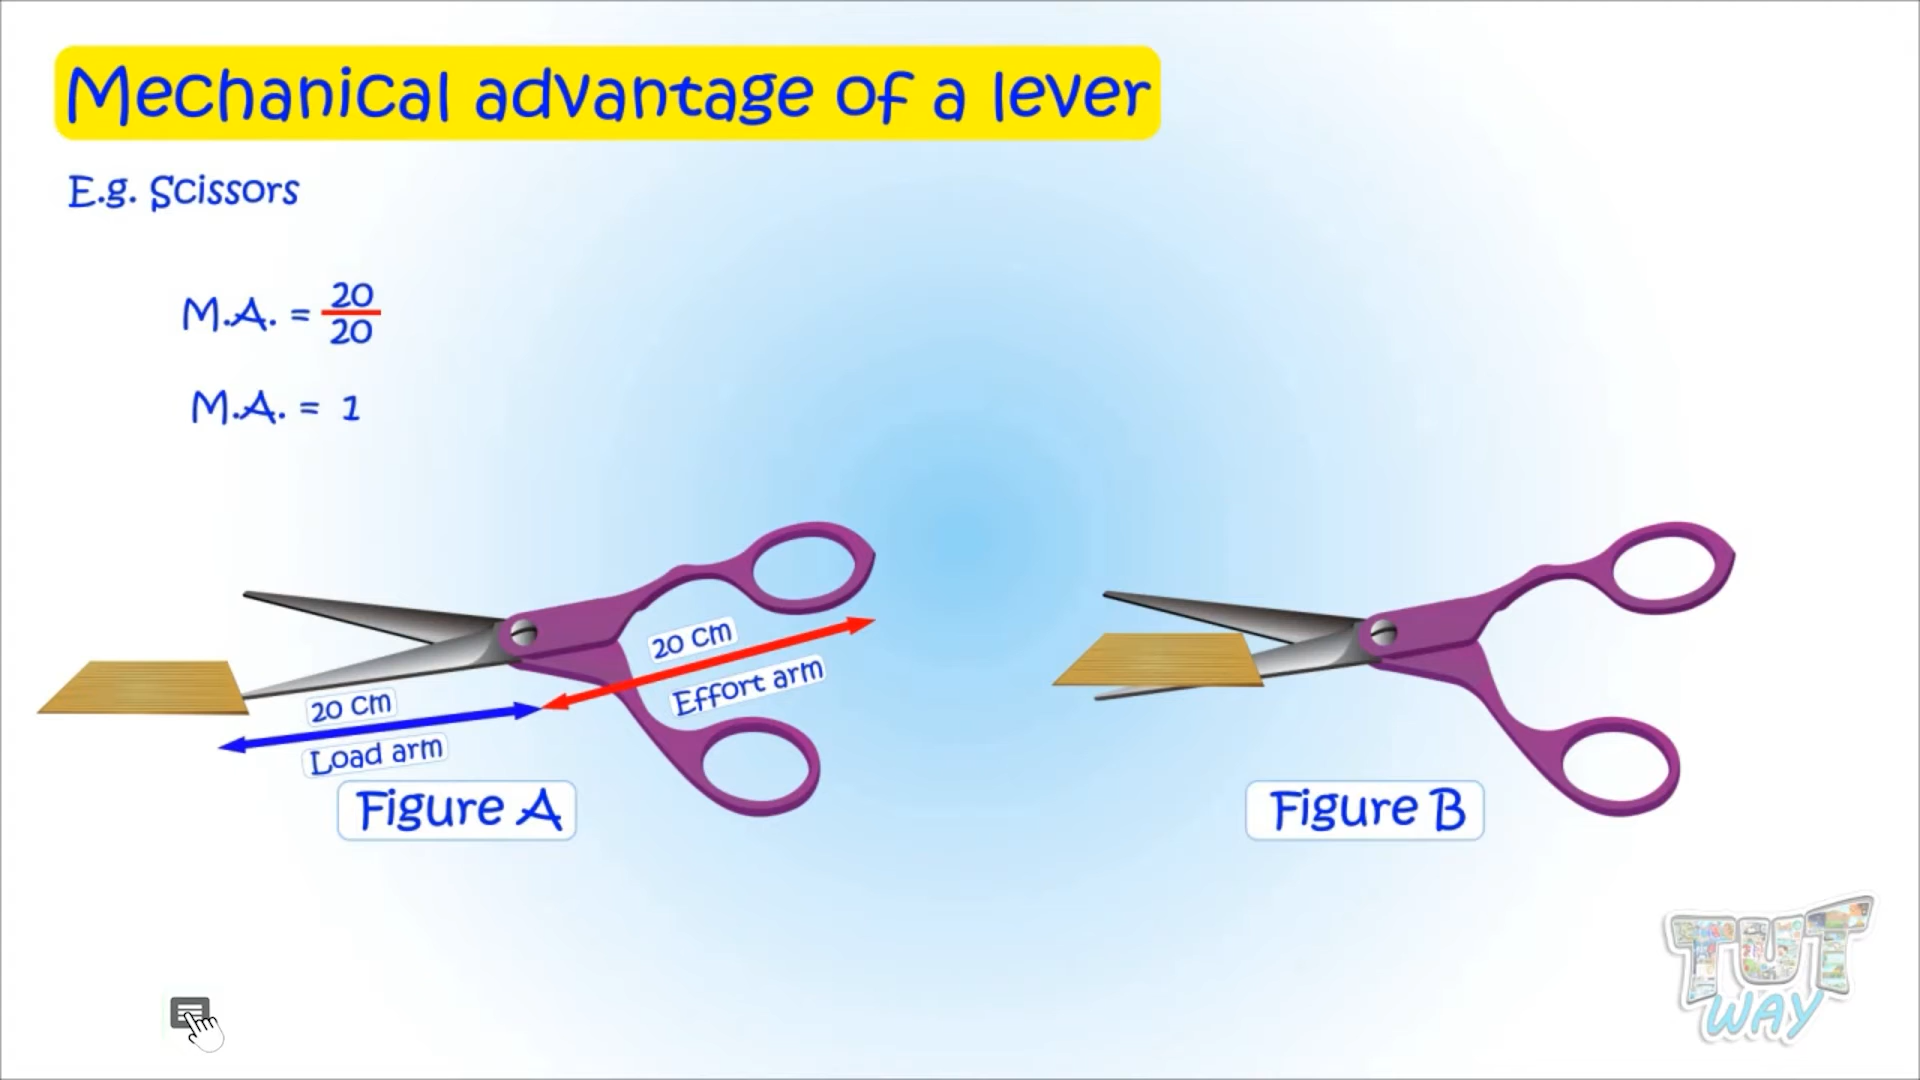 Mechanical advantage of a lever
E.g. Scissors
M.A. = 20/20
M.A. = 1
20 cm
Effort arm
20 cm
Load arm
Figure A
Figure B
TUT
WAY